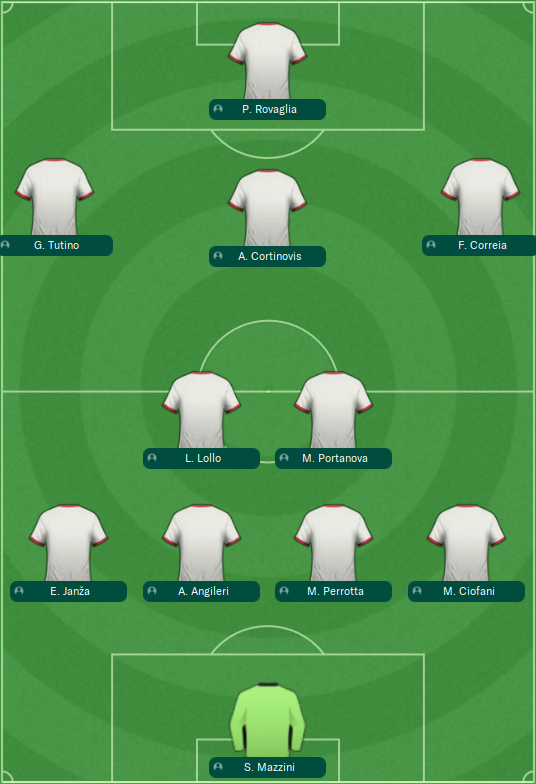 P. Rovaglia
G. Tutino
A. Cortinovis
F. Correia
L. Lollo
M. Portanova
E. Janža
A. Angileri
M. Perrotta
M. Ciofani
S. Mazzini